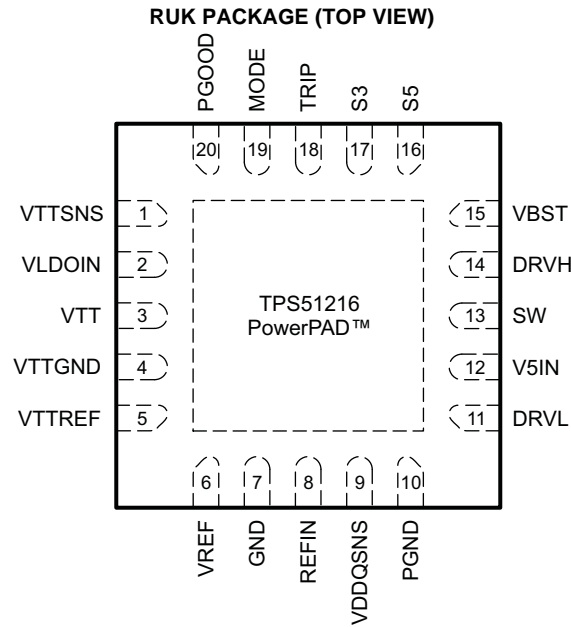 RUK PACKAGE (TOP VIEW)
PGOOD
MODE
TRIP
S3
S5
20
19
18
17
16
VTTSNS 1
VLDOIN 2
VTT 3
VTTGND 4
VTTREF 5
TPS51216
PowerPAD™
15 VBST
14 DRVH
13 SW
12 V5IN
11 DRVL
6
7
8
9
10
VREF
GND
REFIN
VDDQSNS
PGND